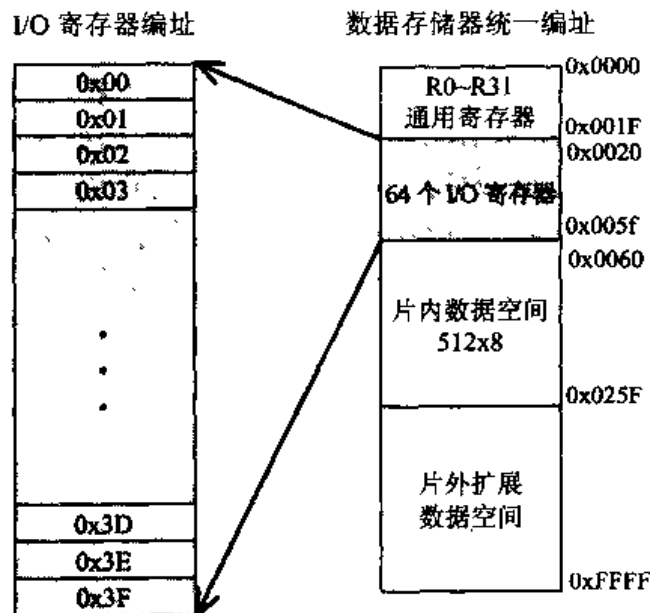 I/O 寄存器编址
0x00
0x01
0x02
0x03
0x3D
0x3E
0x3F
数据存储器统一编址
R0~R31
通用寄存器
0x0000
0x001F
64 个 I/O 寄存器
0x0020
0x005f
片内数据空间
512x8
0x0060
0x025F
片外扩展
数据空间
0xFFFF